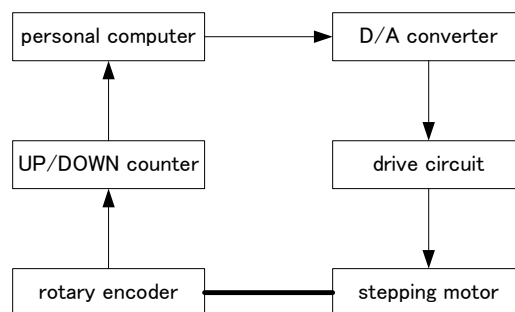 personal computer
D/A converter
UP/DOWN counter
drive circuit
rotary encoder
stepping motor